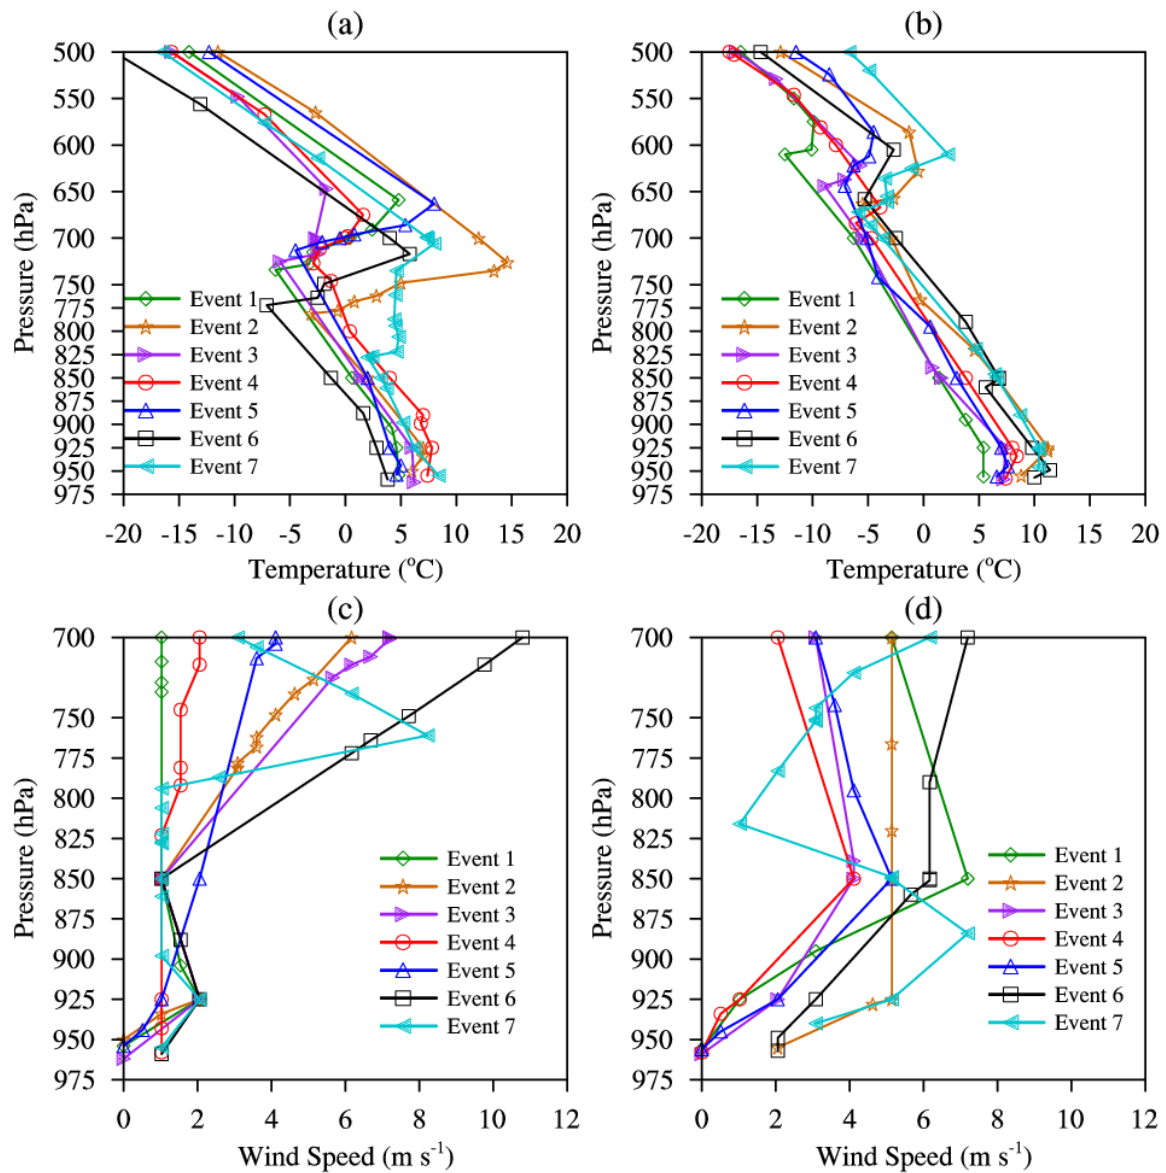 (a)
500
550
600
650
700
750
775
800
825
850
875
900
925
950
975
Pressure (hPa)
Event 1
Event 2
Event 3
Event 4
Event 5
Event 6
Event 7
-20 -15 -10 -5 0 5 10 15 20
Temperature (°C)
(b)
500
550
600
650
700
750
775
800
825
850
875
900
925
950
975
Pressure (hPa)
Event 1
Event 2
Event 3
Event 4
Event 5
Event 6
Event 7
-20 -15 -10 -5 0 5 10 15 20
Temperature (°C)
(c)
700
750
775
800
825
850
875
900
925
950
975
Pressure (hPa)
Event 1
Event 2
Event 3
Event 4
Event 5
Event 6
Event 7
0 2 4 6 8 10 12
Wind Speed (m s⁻¹)
(d)
700
750
775
800
825
850
875
900
925
950
975
Pressure (hPa)
Event 1
Event 2
Event 3
Event 4
Event 5
Event 6
Event 7
0 2 4 6 8 10 12
Wind Speed (m s⁻¹)